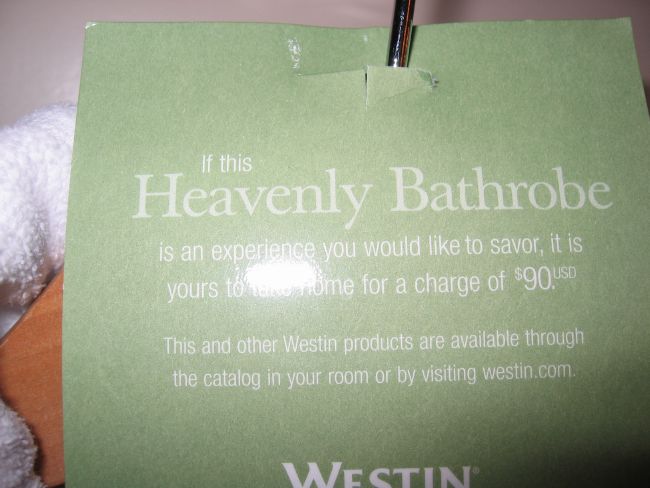 If this
Heavenly Bathrobe
is an experience you would like to savor, it is
yours to take home for a charge of $90.USD
This and other Westin products are available through
the catalog in your room or by visiting westin.com.
WESTIN®